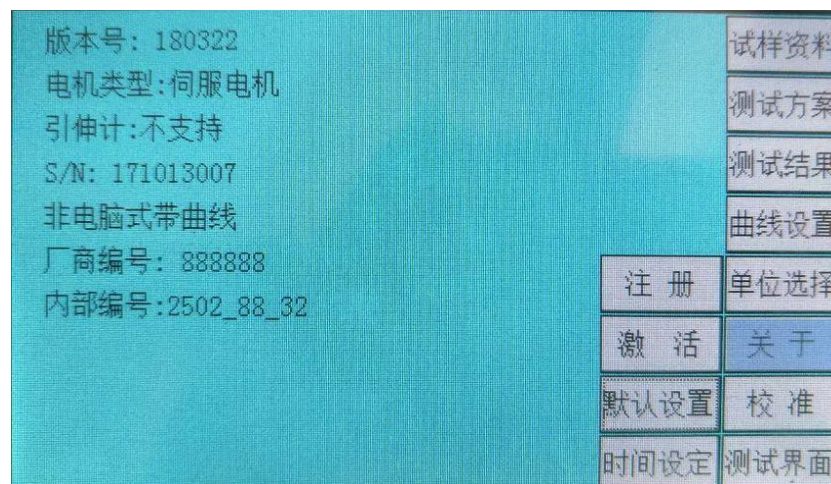 版本号: 180322
电机类型:伺服电机
引伸计:不支持
S/N: 171013007
非电脑式带曲线
厂商编号: 888888
内部编号:2502_88_32
试样资料
测试方案
测试结果
曲线设置
注 册
单位选择
激 活
关 于
默认设置
校 准
时间设定
测试界面